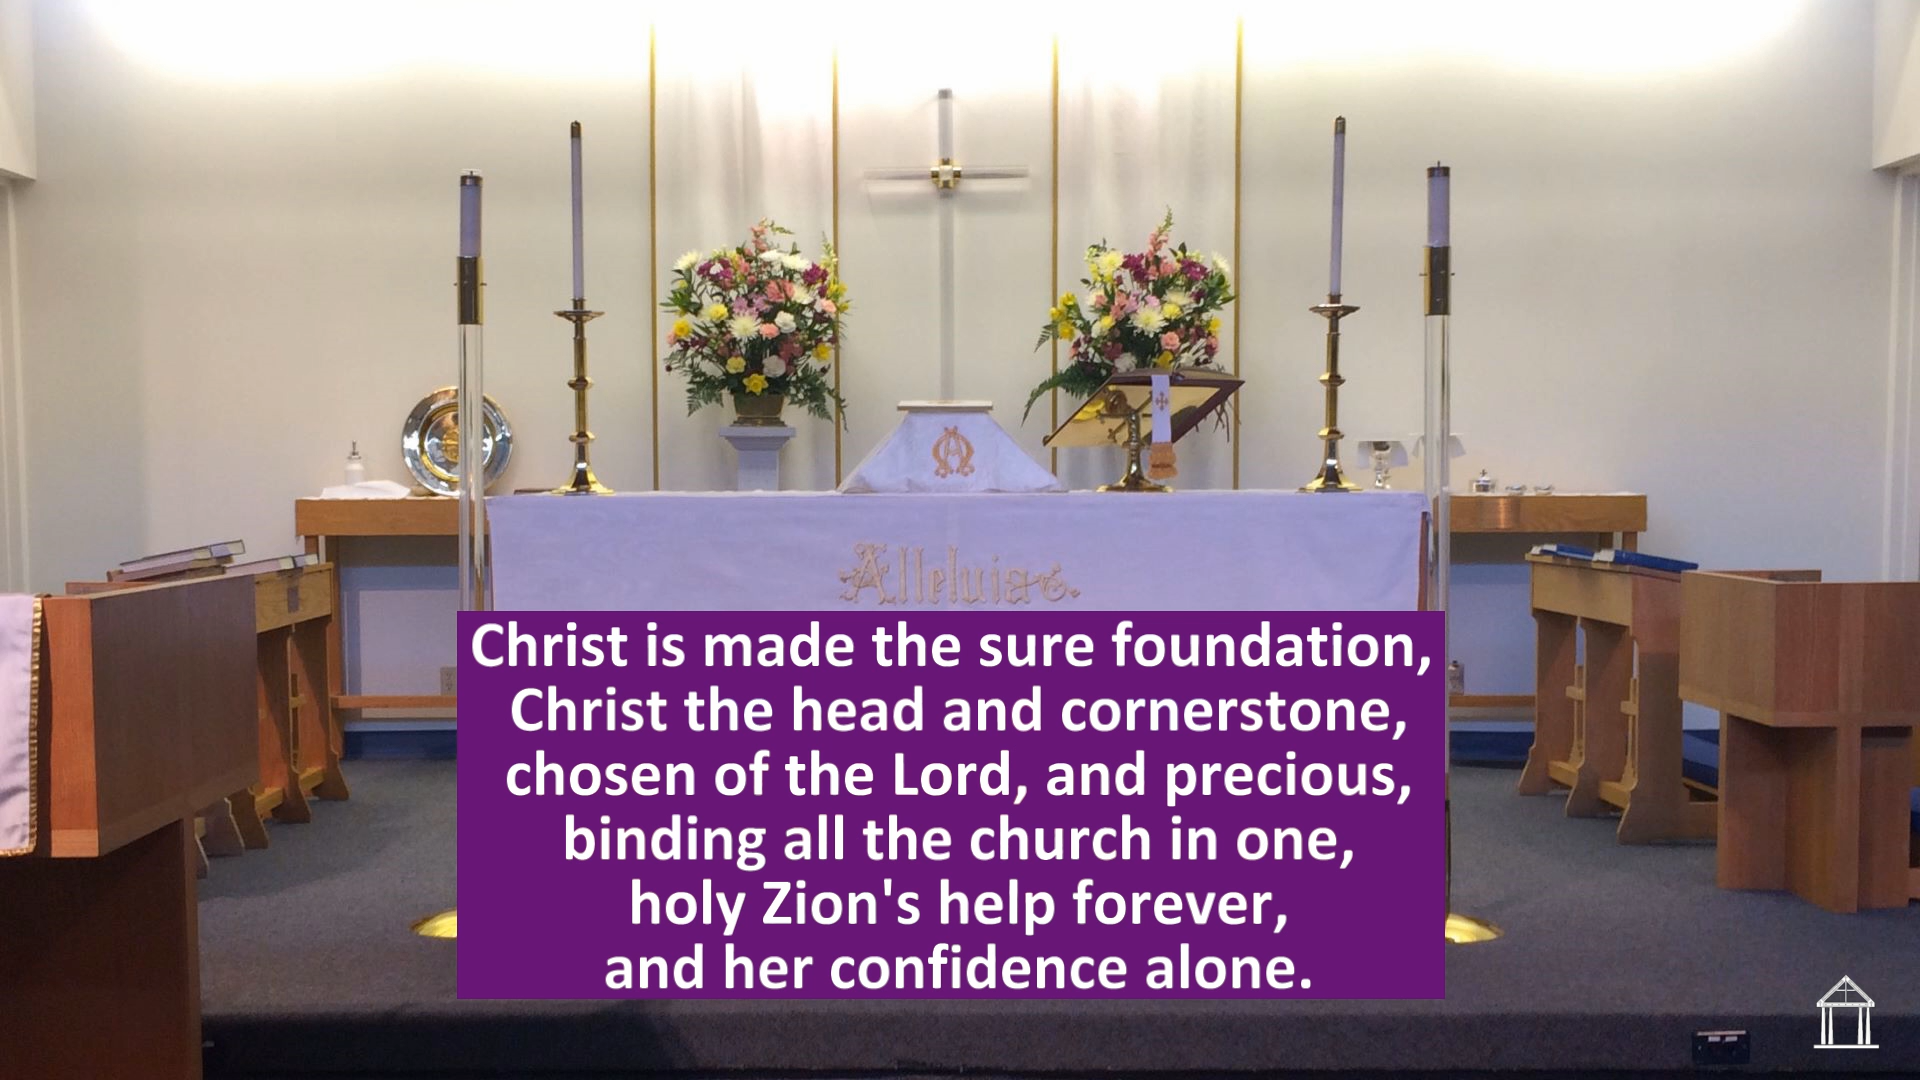 Alleluia.
Christ is made the sure foundation,
Christ the head and cornerstone,
chosen of the Lord, and precious,
binding all the church in one,
holy Zion's help forever,
and her confidence alone.